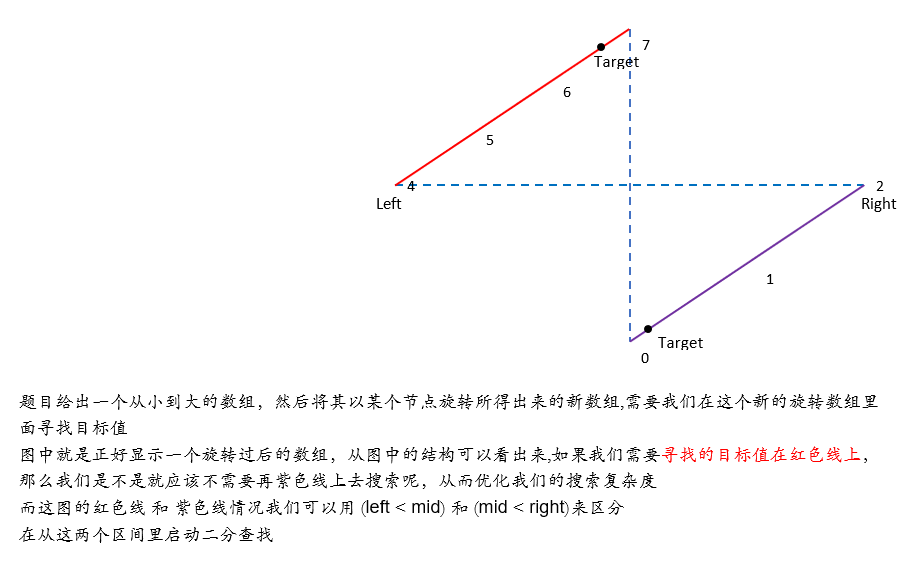 7
Target
6
5
4
2
Left
Right
1
Target
0
题目给出一个从小到大的数组，然后将其以某个节点旋转所得出来的新数组,需要我们在这个新的旋转数组里
面寻找目标值
图中就是正好显示一个旋转过后的数组，从图中的结构可以看出来,如果我们需要寻找的目标值在红色线上，
那么我们是不是就应该不需要再紫色线上去搜索呢，从而优化我们的搜索复杂度
而这图的红色线 和 紫色线情况我们可以用 (left < mid) 和 (mid < right)来区分
在从这两个区间里启动二分查找